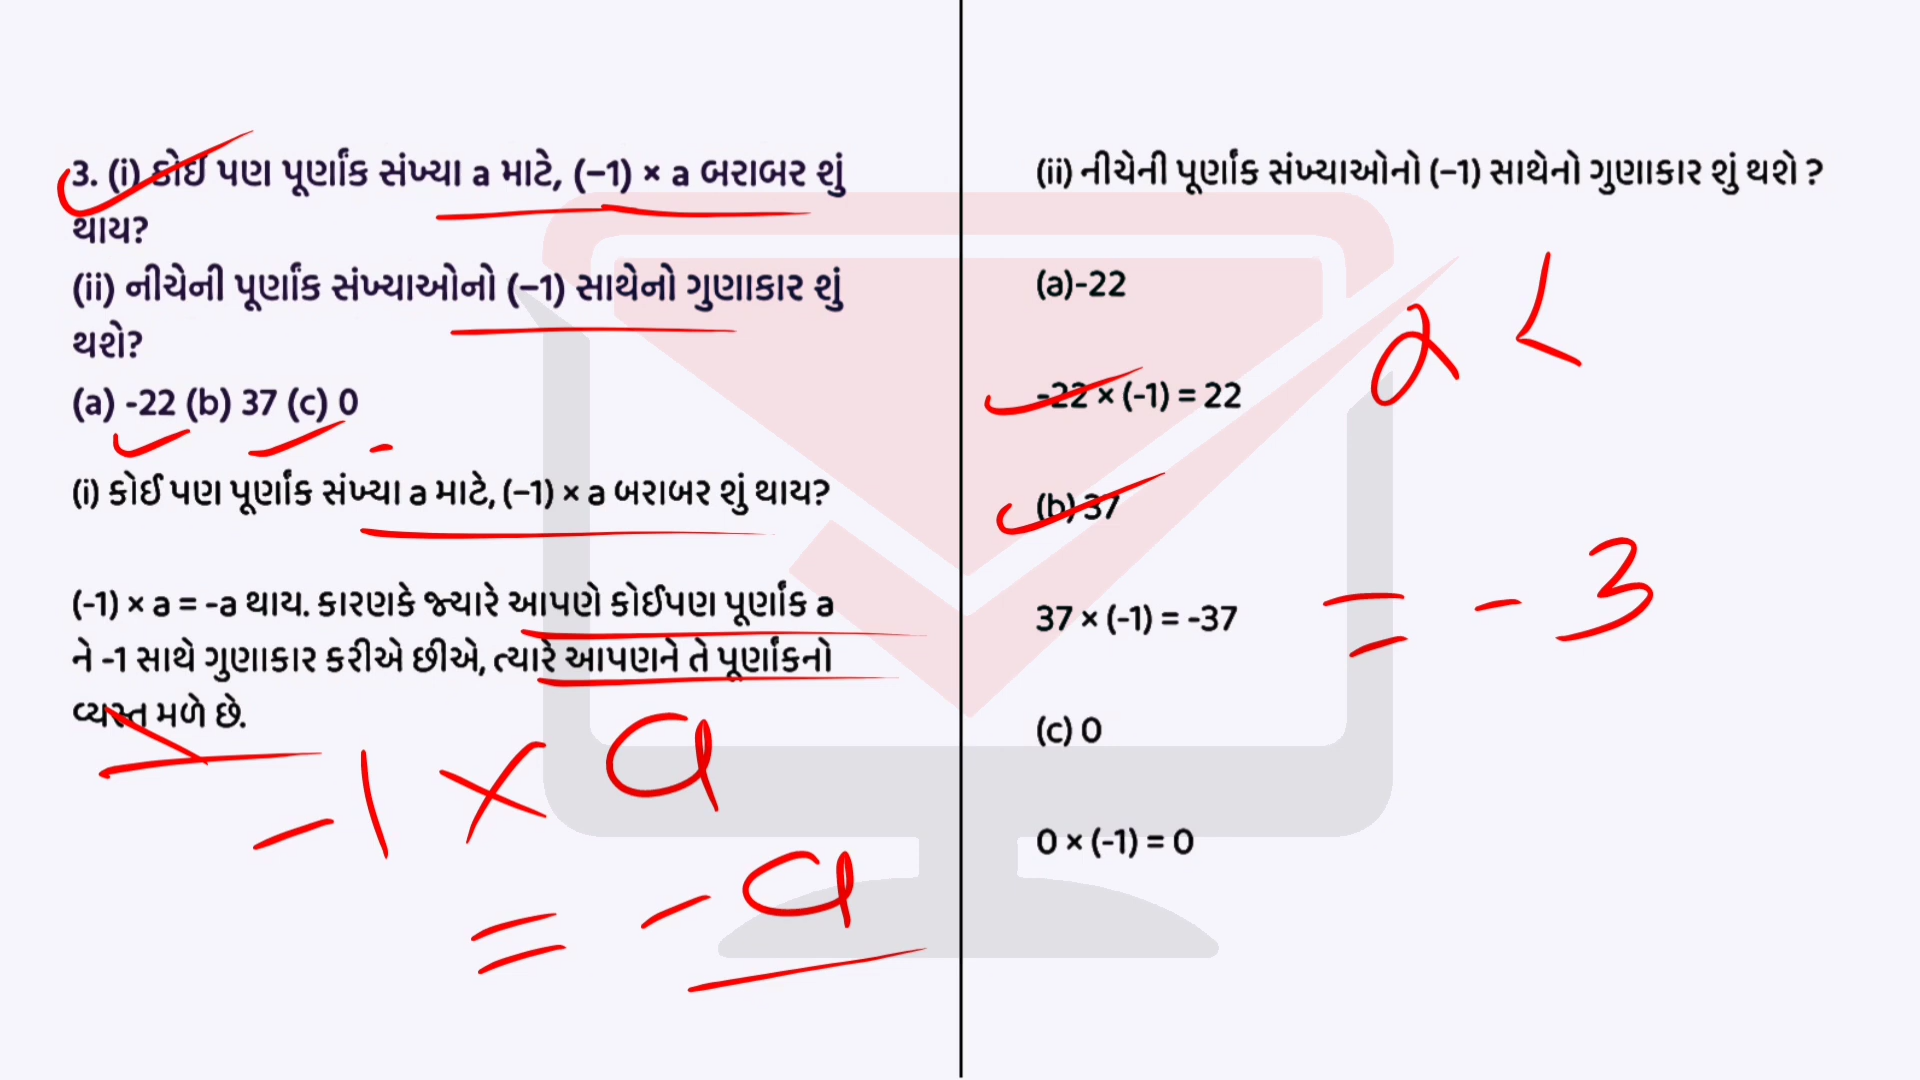 3. (i) કોઈ પણ પૂર્ણાંક સંખ્યા a માટે, (−1) × a બરાબર શું
થાય?
(ii) નીચેની પૂર્ણાંક સંખ્યાઓનો (−1) સાથેનો ગુણાકાર શું
થશે?
(a) -22 (b) 37 (c) 0
(i) કોઈ પણ પૂર્ણાંક સંખ્યા a માટે, (−1) × a બરાબર શું થાય?
(-1) × a = -a થાય. કારણકે જ્યારે આપણે કોઈપણ પૂર્ણાંક a
ને -1 સાથે ગુણાકાર કરીએ છીએ, ત્યારે આપણને તે પૂર્ણાંકનો
વ્યસ્ત મળે છે.
-1 × a
= -a
(ii) નીચેની પૂર્ણાંક સંખ્યાઓનો (−1) સાથેનો ગુણાકાર શું થશે ?
(a)-22
-22 × (-1) = 22
(b) 37
37 × (-1) = -37
= - 3
(c) 0
0 × (-1) = 0